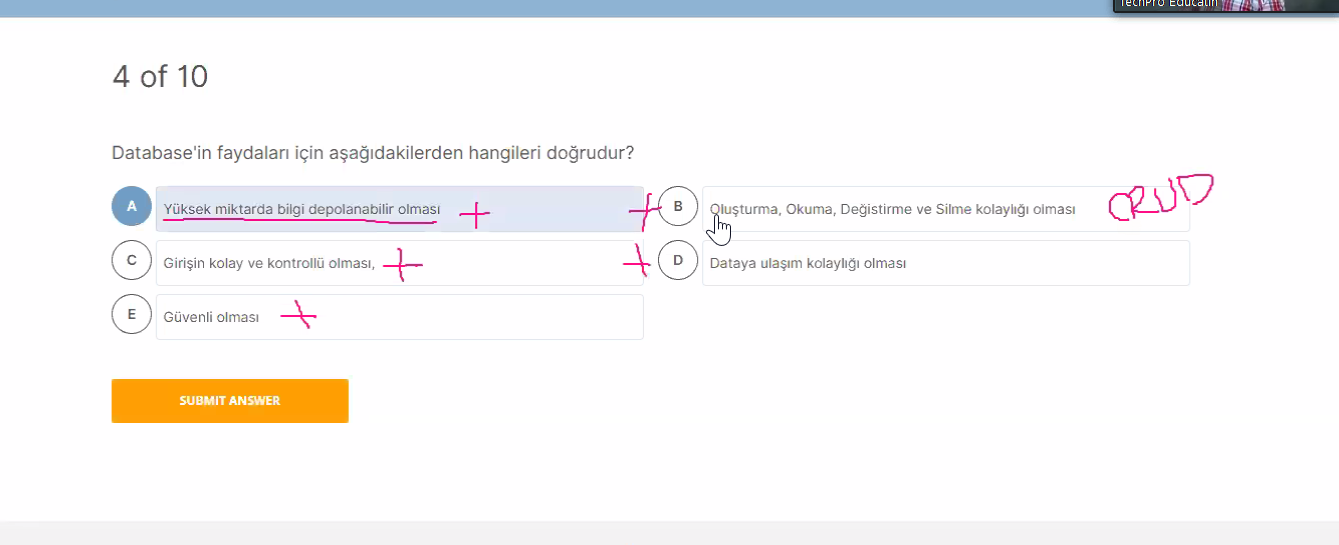 TechPro Educatin
4 of 10
Database'in faydaları için aşağıdakilerden hangileri doğrudur?
A Yüksek miktarda bilgi depolanabilir olması +
+ B Oluşturma, Okuma, Değistirme ve Silme kolaylığı olması CRUD
C Girişin kolay ve kontrollü olması, +
+ D Dataya ulaşım kolaylığı olması
E Güvenli olması +
SUBMIT ANSWER